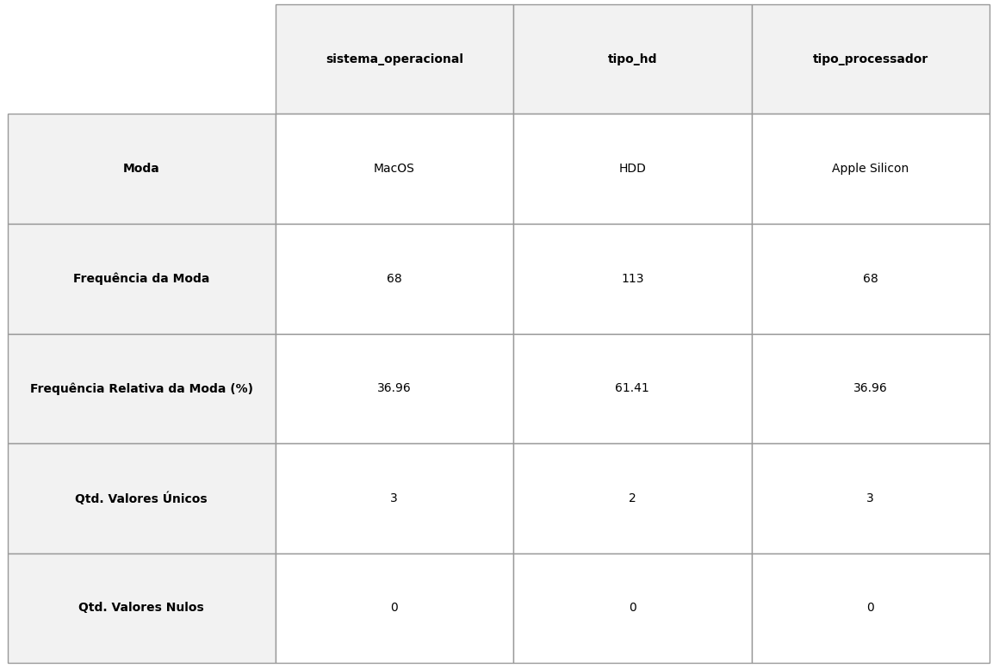 sistema_operacional tipo_hd tipo_processador
Moda MacOS HDD Apple Silicon
Frequência da Moda 68 113 68
Frequência Relativa da Moda (%) 36.96 61.41 36.96
Qtd. Valores Únicos 3 2 3
Qtd. Valores Nulos 0 0 0